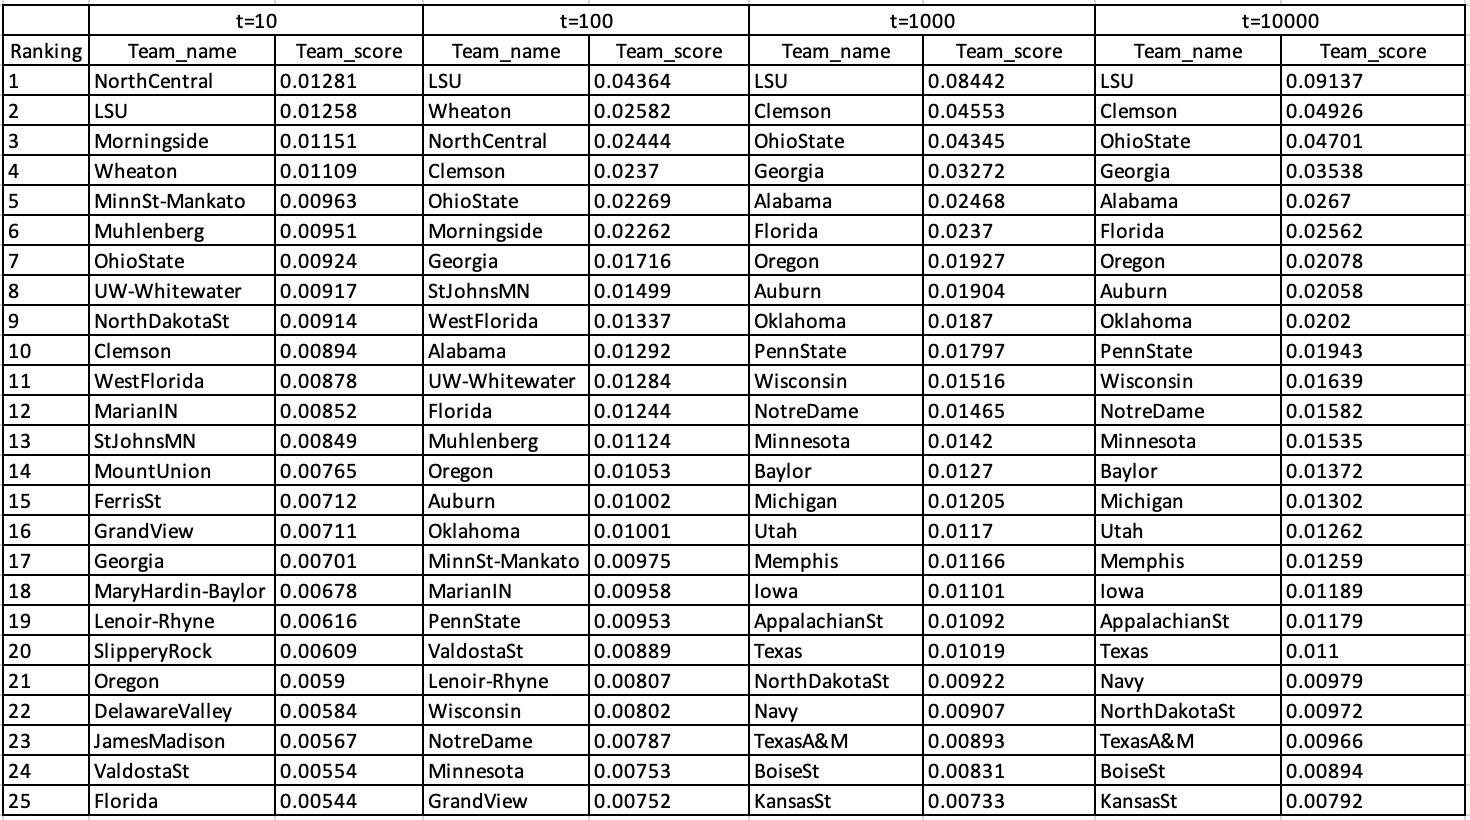 t=10 t=100 t=1000 t=10000
Ranking Team_name Team_score Team_name Team_score Team_name Team_score Team_name Team_score
1 NorthCentral 0.01281 LSU 0.04364 LSU 0.08442 LSU 0.09137
2 LSU 0.01258 Wheaton 0.02582 Clemson 0.04553 Clemson 0.04926
3 Morningside 0.01151 NorthCentral 0.02444 OhioState 0.04345 OhioState 0.04701
4 Wheaton 0.01109 Clemson 0.0237 Georgia 0.03272 Georgia 0.03538
5 MinnSt-Mankato 0.00963 OhioState 0.02269 Alabama 0.02468 Alabama 0.0267
6 Muhlenberg 0.00951 Morningside 0.02262 Florida 0.0237 Florida 0.02562
7 OhioState 0.00924 Georgia 0.01716 Oregon 0.01927 Oregon 0.02078
8 UW-Whitewater 0.00917 StJohnsMN 0.01499 Auburn 0.01904 Auburn 0.02058
9 NorthDakotaSt 0.00914 WestFlorida 0.01337 Oklahoma 0.0187 Oklahoma 0.0202
10 Clemson 0.00894 Alabama 0.01292 PennState 0.01797 PennState 0.01943
11 WestFlorida 0.00878 UW-Whitewater 0.01284 Wisconsin 0.01516 Wisconsin 0.01639
12 MarianIN 0.00852 Florida 0.01244 NotreDame 0.01465 NotreDame 0.01582
13 StJohnsMN 0.00849 Muhlenberg 0.01124 Minnesota 0.0142 Minnesota 0.01535
14 MountUnion 0.00765 Oregon 0.01053 Baylor 0.0127 Baylor 0.01372
15 FerrisSt 0.00712 Auburn 0.01002 Michigan 0.01205 Michigan 0.01302
16 GrandView 0.00711 Oklahoma 0.01001 Utah 0.0117 Utah 0.01262
17 Georgia 0.00701 MinnSt-Mankato 0.00975 Memphis 0.01166 Memphis 0.01259
18 MaryHardin-Baylor 0.00678 MarianIN 0.00958 Iowa 0.01101 Iowa 0.01189
19 Lenoir-Rhyne 0.00616 PennState 0.00953 AppalachianSt 0.01092 AppalachianSt 0.01179
20 SlipperyRock 0.00609 ValdostaSt 0.00889 Texas 0.01019 Texas 0.011
21 Oregon 0.0059 Lenoir-Rhyne 0.00807 NorthDakotaSt 0.00922 Navy 0.00979
22 DelawareValley 0.00584 Wisconsin 0.00802 Navy 0.00907 NorthDakotaSt 0.00972
23 JamesMadison 0.00567 NotreDame 0.00787 TexasA&M 0.00893 TexasA&M 0.00966
24 ValdostaSt 0.00554 Minnesota 0.00753 BoiseSt 0.00831 BoiseSt 0.00894
25 Florida 0.00544 GrandView 0.00752 KansasSt 0.00733 KansasSt 0.00792